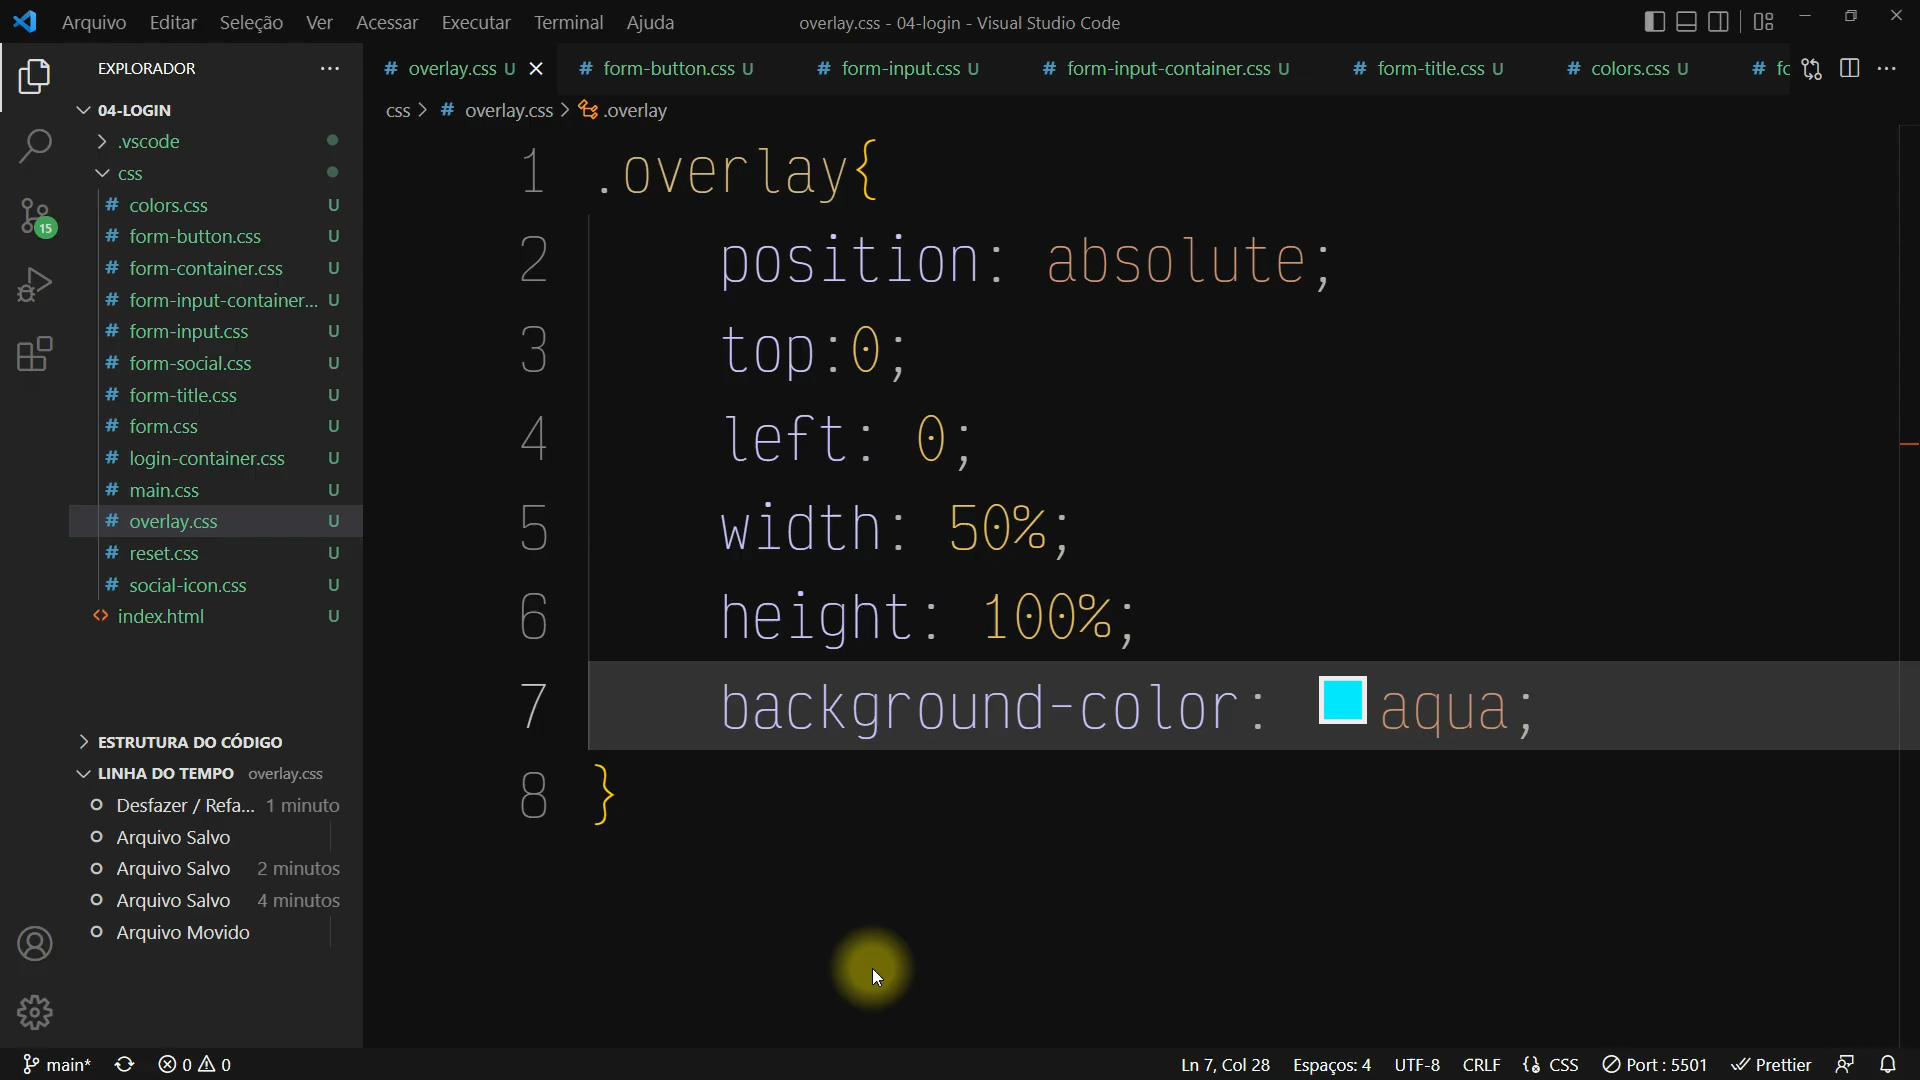 Arquivo Editar Seleção Ver Acessar Executar Terminal Ajuda
overlay.css - 04-login - Visual Studio Code
EXPLORADOR
# overlay.css U
# form-button.css U
# form-input.css U
# form-input-container.css U
# form-title.css U
# colors.css U
# fc
04-LOGIN
css > # overlay.css > .overlay
.vscode
css
# colors.css U
# form-button.css U
# form-container.css U
# form-input-container... U
# form-input.css U
# form-social.css U
# form-title.css U
# form.css U
# login-container.css U
# main.css U
# overlay.css U
# reset.css U
# social-icon.css U
<> index.html U
15
ESTRUTURA DO CÓDIGO
LINHA DO TEMPO overlay.css
Desfazer / Refa... 1 minuto
Arquivo Salvo
Arquivo Salvo 2 minutos
Arquivo Salvo 4 minutos
Arquivo Movido
1 .overlay{
2 position: absolute;
3 top:0;
4 left: 0;
5 width: 50%;
6 height: 100%;
7 background-color: aqua;
8 }
main* 0 0
Ln 7, Col 28 Espaços: 4 UTF-8 CRLF {} CSS Port : 5501 Prettier